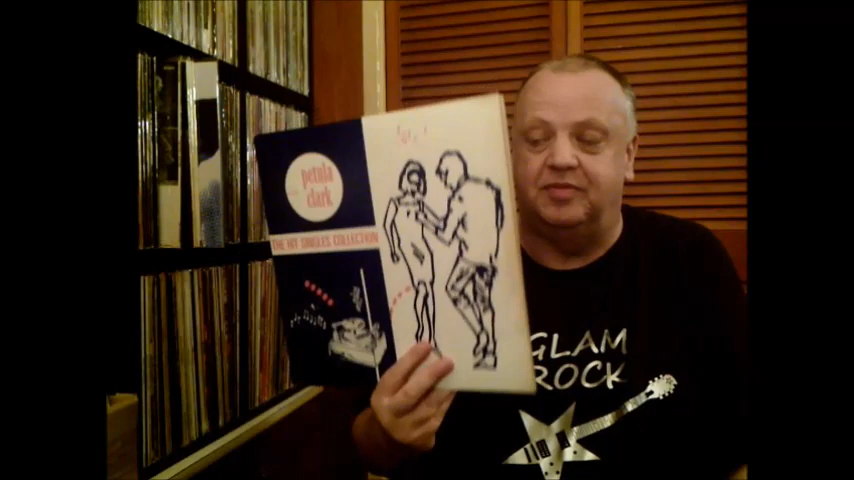 petula
clark
THE HIT SINGLES COLLECTION
GLAM
ROCK